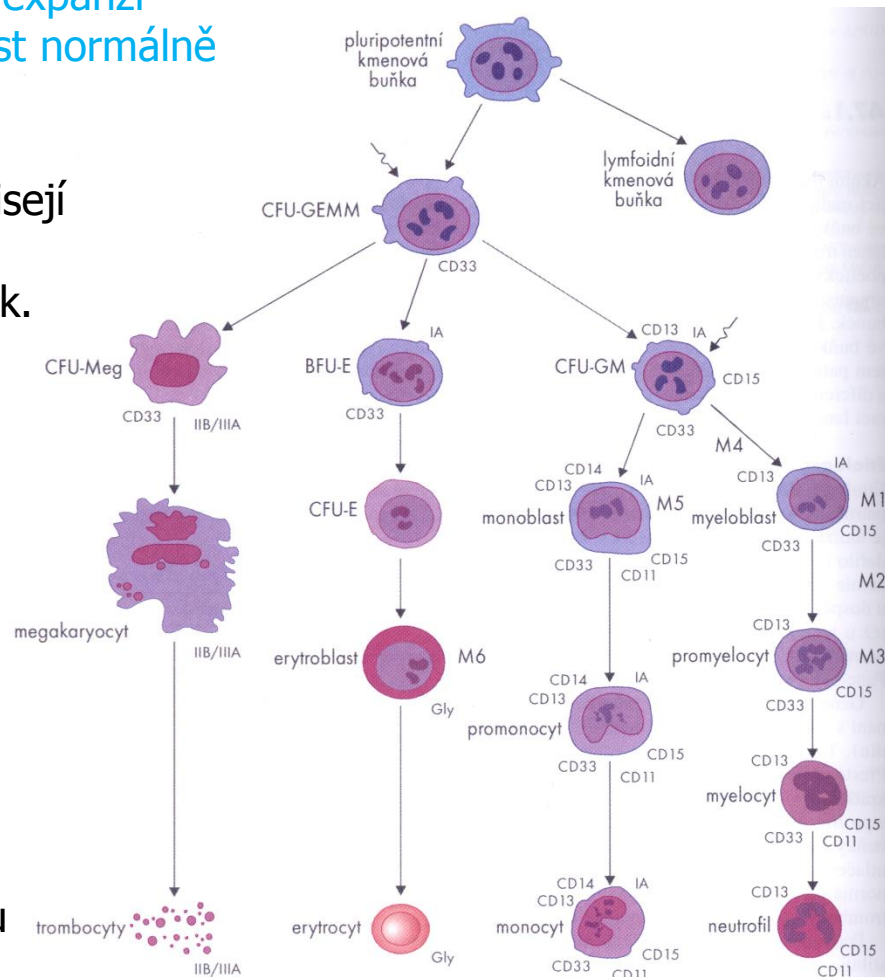 expanzi
st normálně
isejí
k.
u
pluripotentní
kmenová
buňka
lymfoidní
kmenová
buňka
CFU-GEMM
CD33
CFU-Meg
CD33
IIB/IIIA
BFU-E
IA
CD33
CFU-GM
CD13
IA
CD15
CD33
M4
megakaryocyt
IIB/IIIA
CFU-E
monoblast
CD14
CD13
IA
M5
CD33
CD15
CD11
myeloblast
CD13
IA
M1
CD33
CD15
M2
erytroblast
M6
Gly
promonocyt
CD14
CD13
IA
CD33
CD15
CD11
promyelocyt
CD13
M3
CD15
CD33
myelocyt
CD13
CD15
CD33
CD11
trombocyty
IIB/IIIA
erytrocyt
Gly
monocyt
CD14
CD13
IA
CD33
CD15
CD11
neutrofil
CD13
CD15
CD11
47.1.